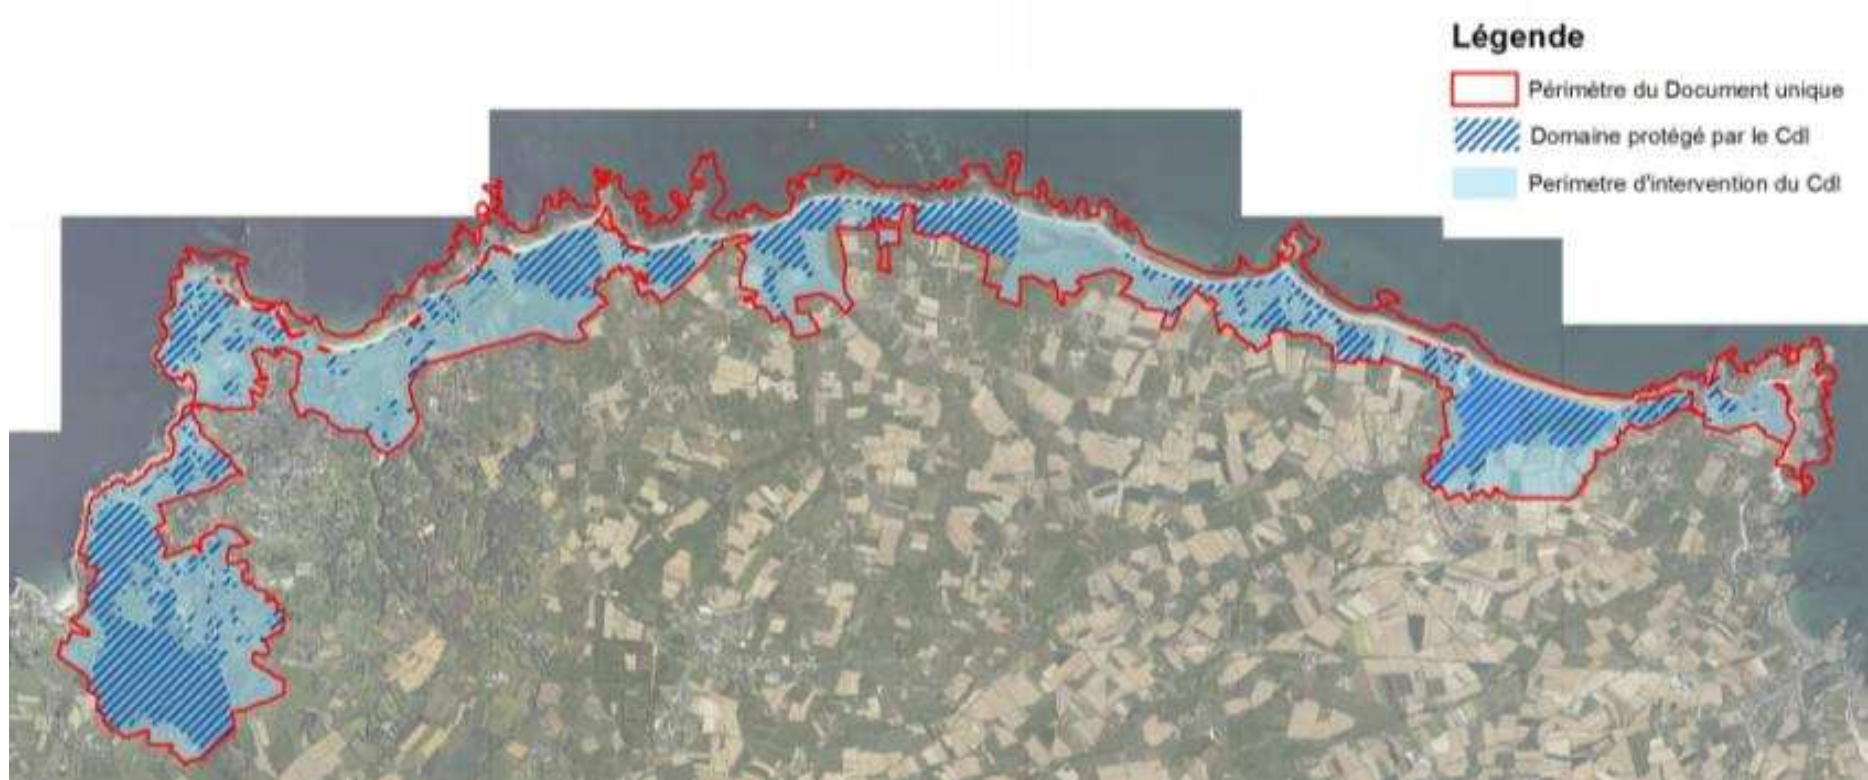 Légende
Périmètre du Document unique
Domaine protégé par le Cdl
Perimetre d'intervention du Cdl